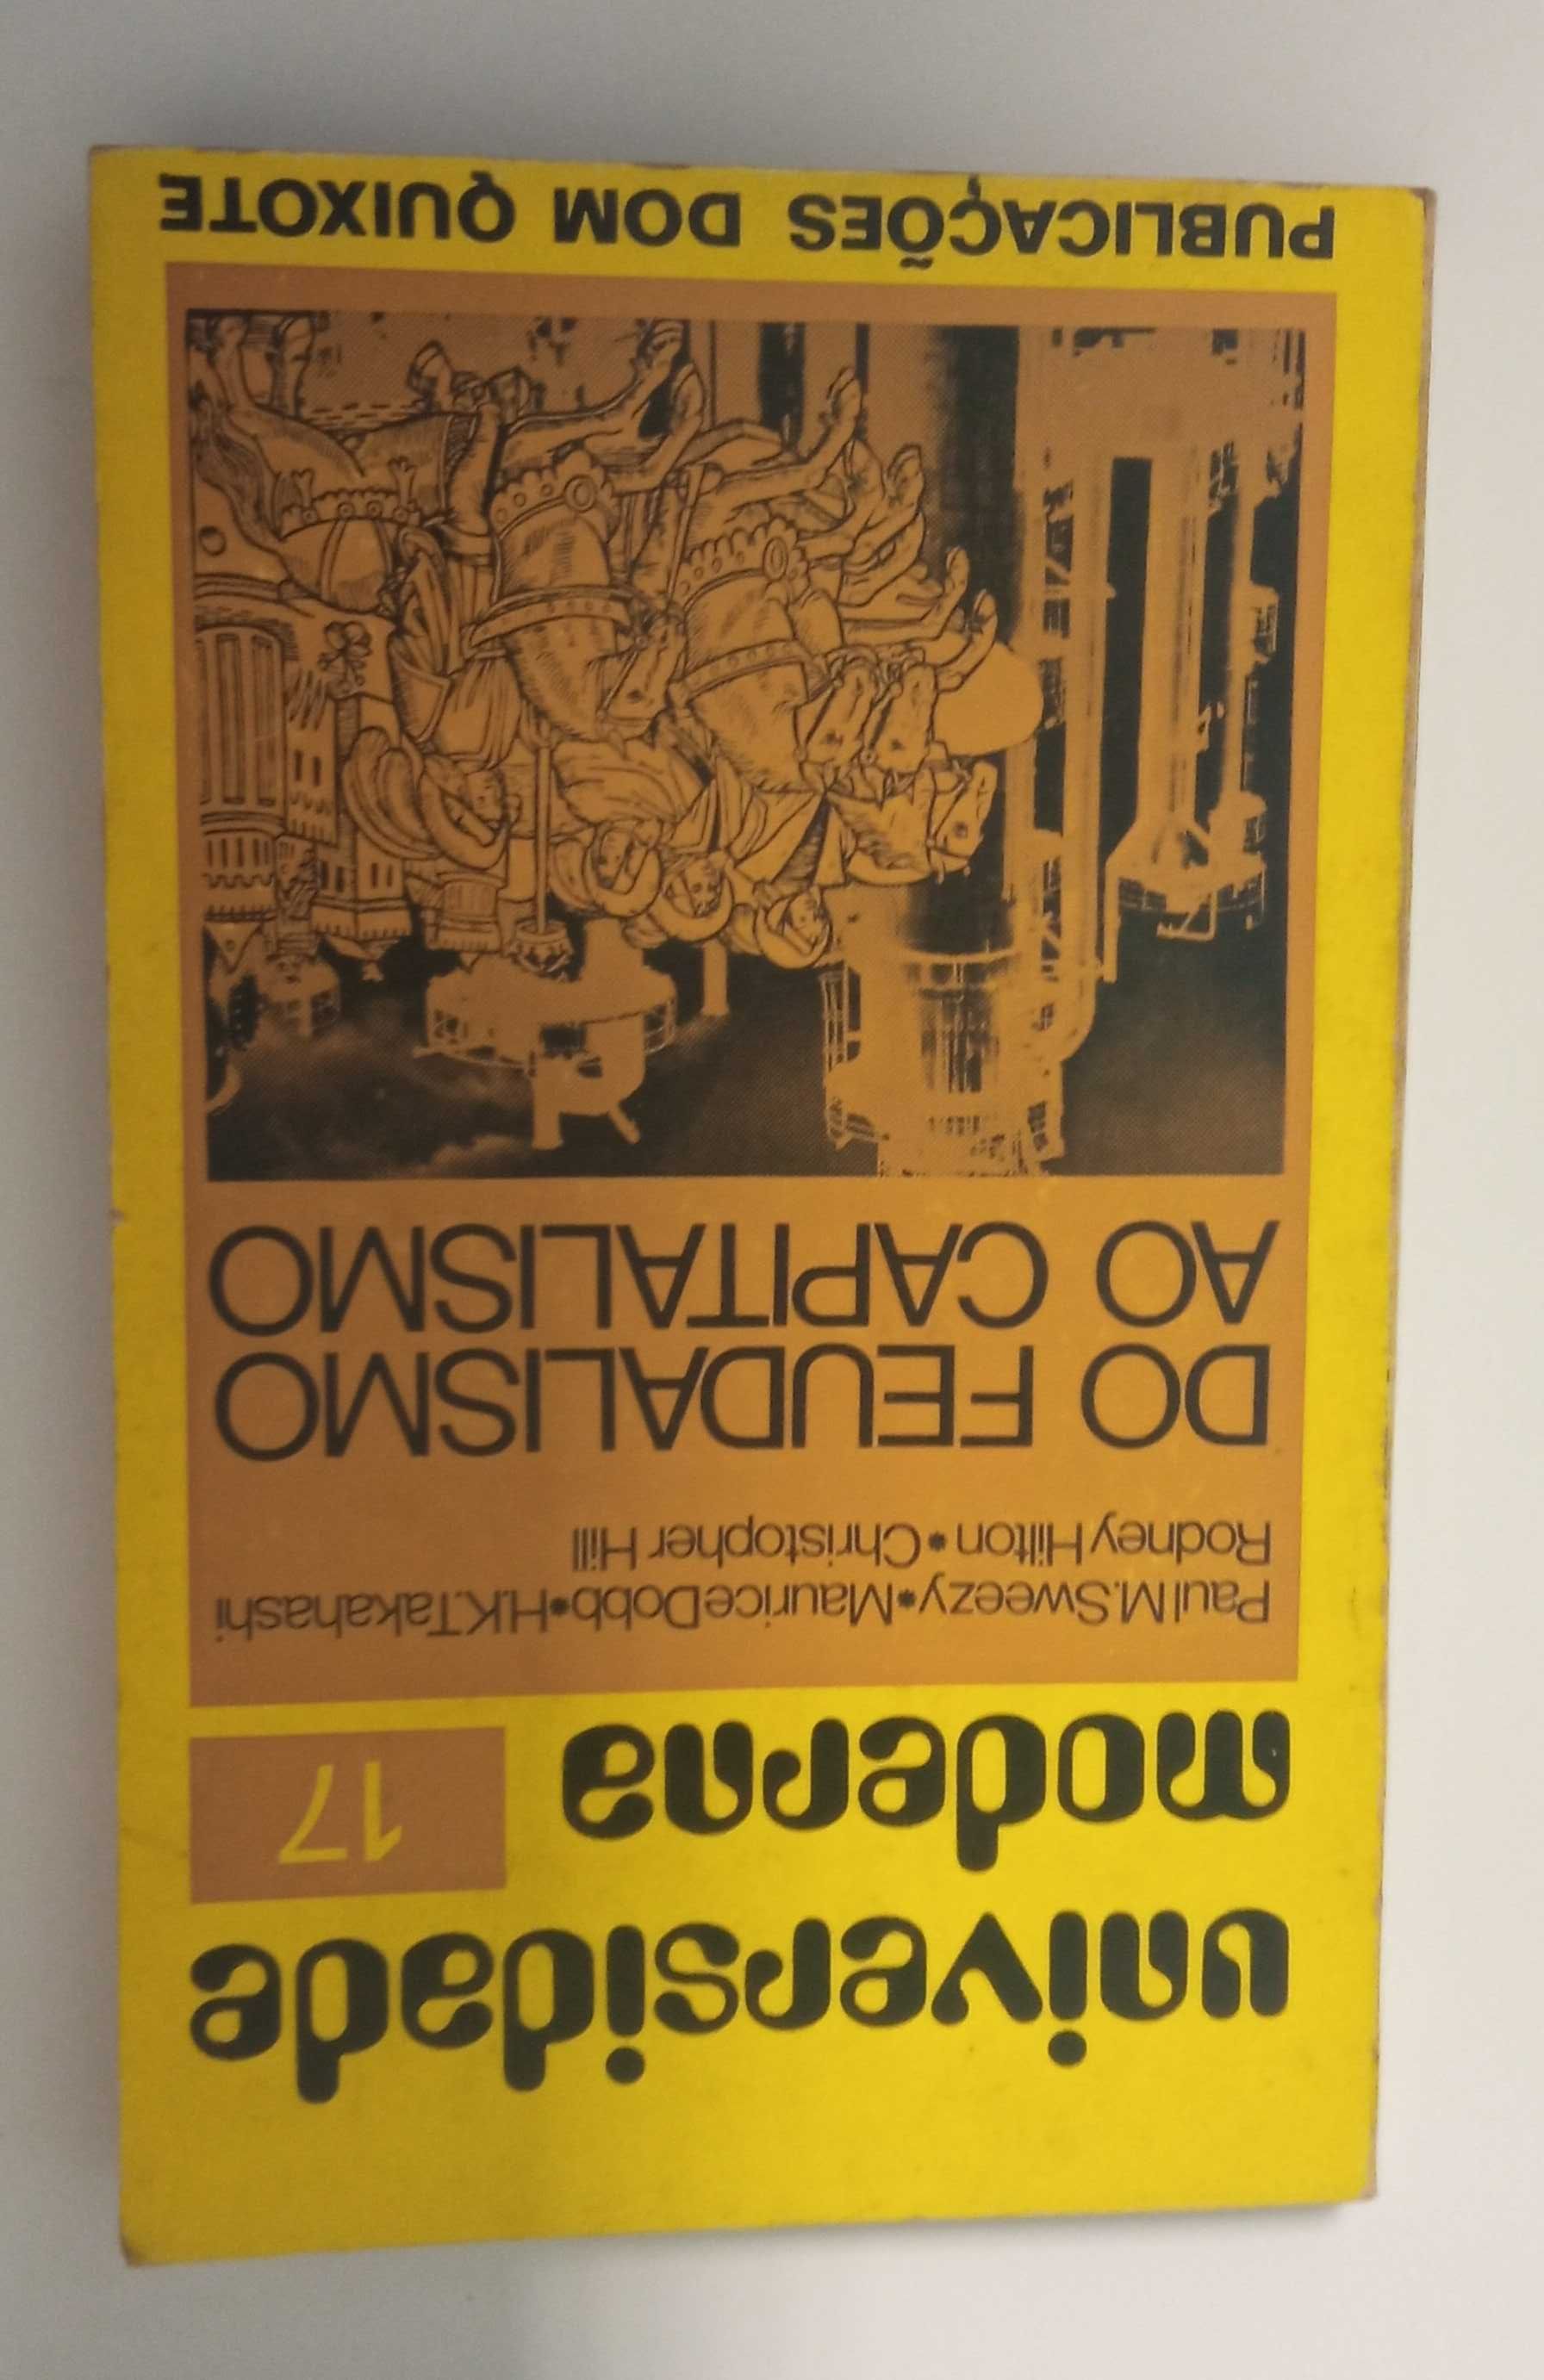 universidade
moderna
17
Paul M. Sweezy • Maurice Dobb • H.K. Takahashi
Rodney Hilton • Christopher Hill
DO FEUDALISMO
AO CAPITALISMO
PUBLICAÇÕES DOM QUIXOTE